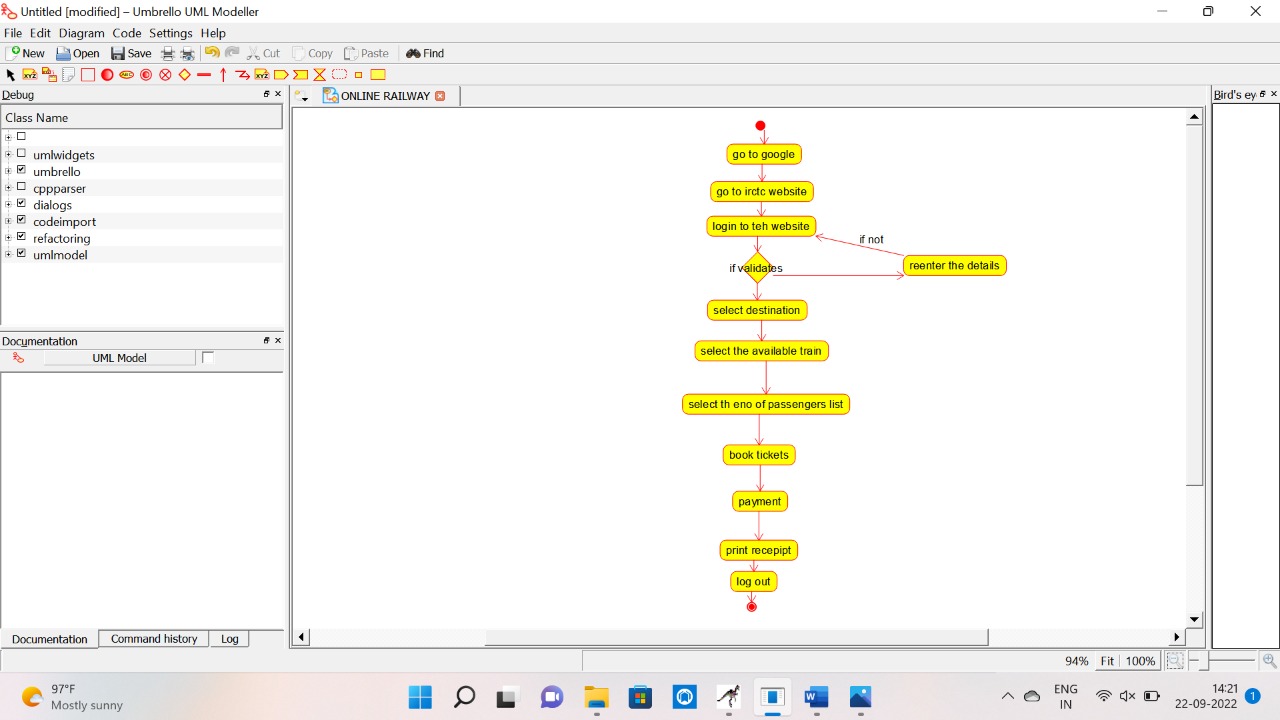 Untitled [modified] – Umbrello UML Modeller
File Edit Diagram Code Settings Help
New Open Save Cut Copy Paste Find
Debug
Class Name
umlwidgets
umbrello
cppparser
dialogs
codeimport
refactoring
umlmodel
Documentation
UML Model
Documentation Command history Log
ONLINE RAILWAY
go to google
go to irctc website
login to teh website
if not
reenter the details
if validates
select destination
select the available train
select th eno of passengers list
book tickets
payment
print recepipt
log out
Bird's ey
94% Fit 100%
97°F
Mostly sunny
ENG
IN
14:21
22-09-2022
1